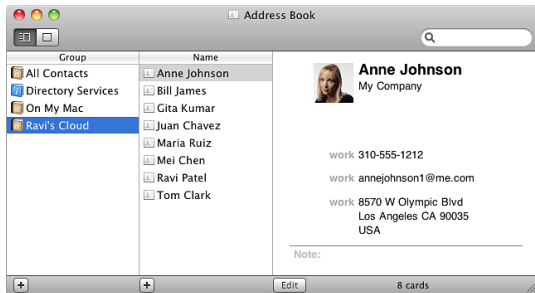 Address Book
Group
All Contacts
Directory Services
On My Mac
Ravi's Cloud
Name
Anne Johnson
Bill James
Gita Kumar
Juan Chavez
Maria Ruiz
Mei Chen
Ravi Patel
Tom Clark
Anne Johnson
My Company
work 310-555-1212
work annejohnson1@me.com
work 8570 W Olympic Blvd
Los Angeles CA 90035
USA
Note:
+
+
Edit
8 cards